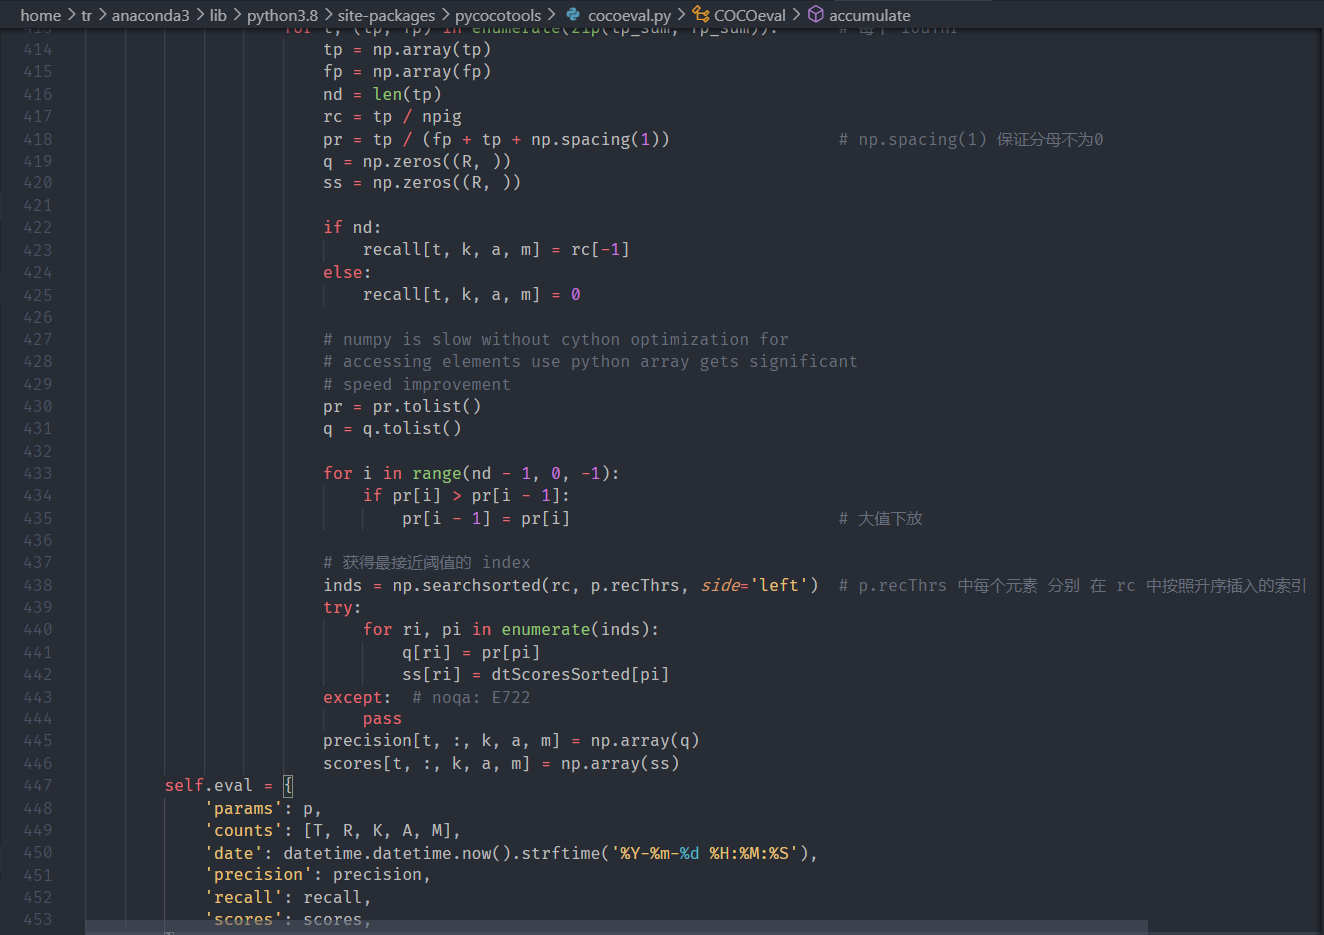 home > tr > anaconda3 > lib > python3.8 > site-packages > pycocotools > cocoeval.py > COCOeval > accumulate
413 for t, (tp, fp) in enumerate(zip(tp_sum, fp_sum)): # 每个 IouThr
414 tp = np.array(tp)
415 fp = np.array(fp)
416 nd = len(tp)
417 rc = tp / npig
418 pr = tp / (fp + tp + np.spacing(1)) # np.spacing(1) 保证分母不为0
419 q = np.zeros((R, ))
420 ss = np.zeros((R, ))
421
422 if nd:
423 recall[t, k, a, m] = rc[-1]
424 else:
425 recall[t, k, a, m] = 0
426
427 # numpy is slow without cython optimization for
428 # accessing elements use python array gets significant
429 # speed improvement
430 pr = pr.tolist()
431 q = q.tolist()
432
433 for i in range(nd - 1, 0, -1):
434 if pr[i] > pr[i - 1]:
435 pr[i - 1] = pr[i] # 大值下放
436
437 # 获得最接近阈值的 index
438 inds = np.searchsorted(rc, p.recThrs, side='left') # p.recThrs 中每个元素 分别 在 rc 中按照升序插入的索引
439 try:
440 for ri, pi in enumerate(inds):
441 q[ri] = pr[pi]
442 ss[ri] = dtScoresSorted[pi]
443 except: # noqa: E722
444 pass
445 precision[t, :, k, a, m] = np.array(q)
446 scores[t, :, k, a, m] = np.array(ss)
447 self.eval = {
448 'params': p,
449 'counts': [T, R, K, A, M],
450 'date': datetime.datetime.now().strftime('%Y-%m-%d %H:%M:%S'),
451 'precision': precision,
452 'recall': recall,
453 'scores': scores,